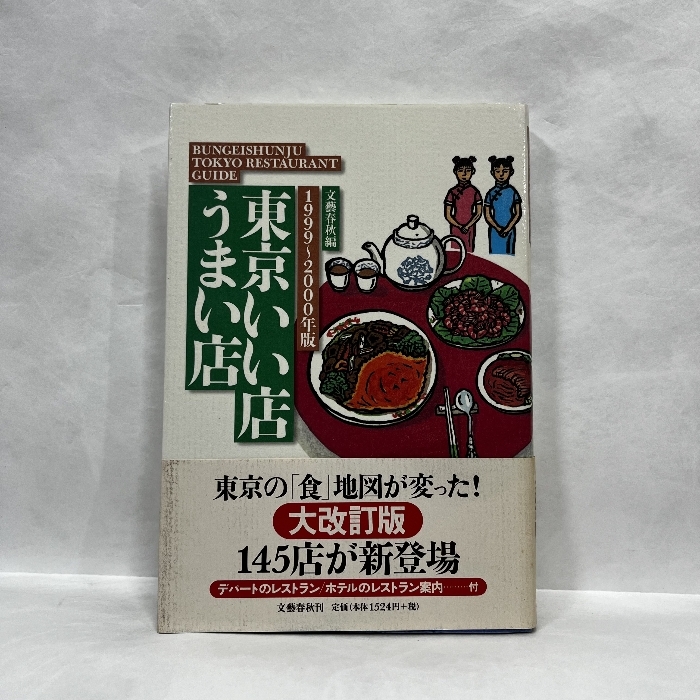 BUNGEISHUNJU
TOKYO RESTAURANT
GUIDE
東京いい店
うまい店
1999~2000年版
文藝春秋編
東京の「食」地図が変った!
大改訂版
145店が新登場
デパートのレストラン/ホテルのレストラン案内………付
文藝春秋刊 定価(本体1524円+税)